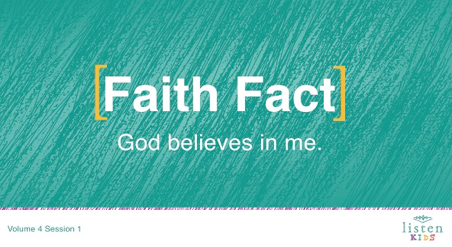 [Faith Fact]
God believes in me.
Volume 4 Session 1
listen
KIDS